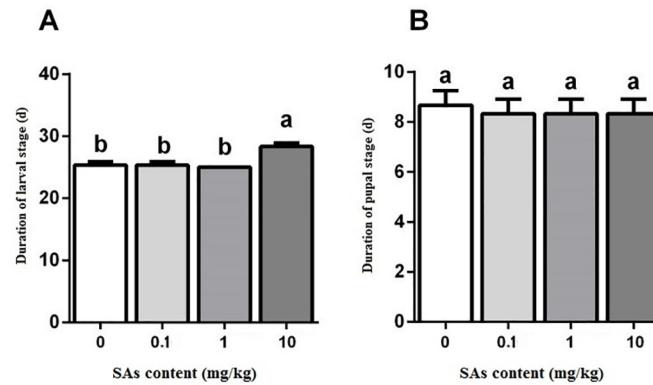 A
Duration of larval stage (d)
40
30
20
10
0
b
b
b
a
0
0.1
1
10
SAs content (mg/kg)
B
Duration of pupal stage (d)
10
8
6
4
2
0
a
a
a
a
0
0.1
1
10
SAs content (mg/kg)